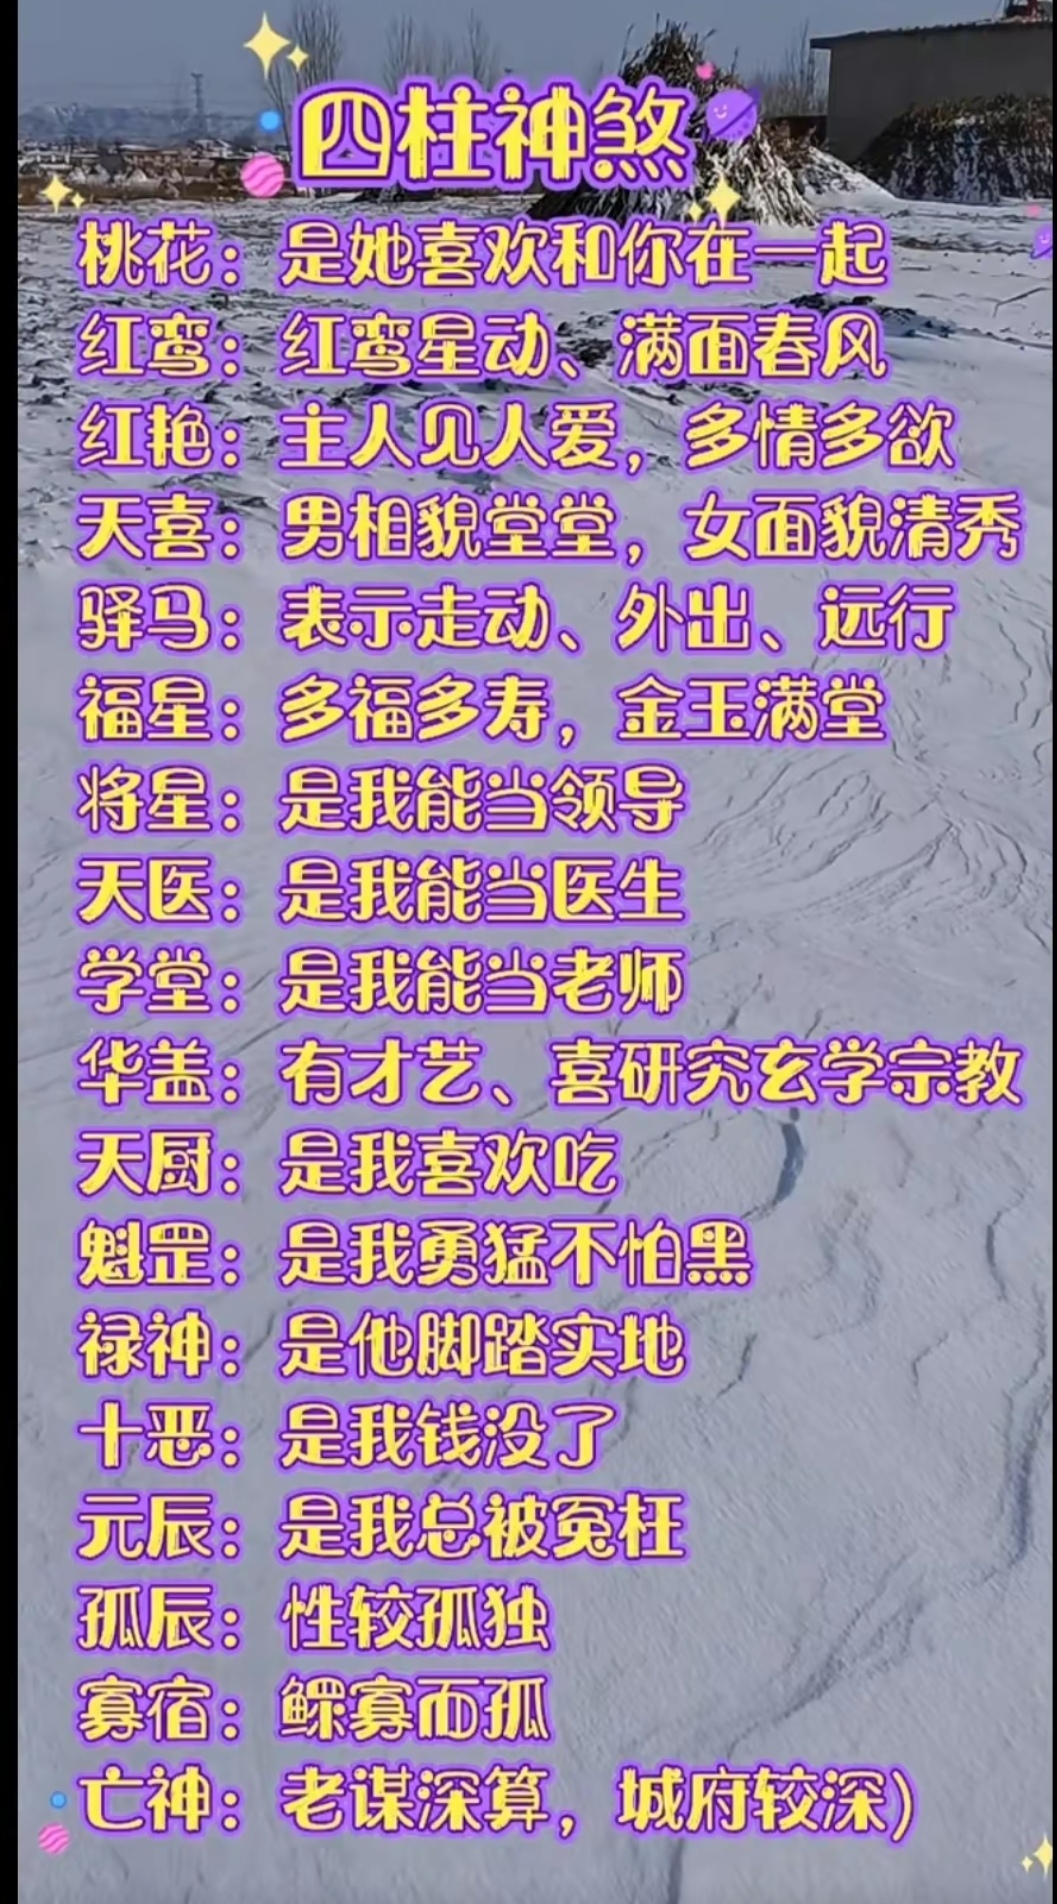 四柱神煞
桃花：是她喜欢和你在一起
红鸾：红鸾星动、满面春风
红艳：主人见人爱，多情多欲
天喜：男相貌堂堂，女面貌清秀
驿马：表示走动、外出、远行
福星：多福多寿，金玉满堂
将星：是我能当领导
天医：是我能当医生
学堂：是我能当老师
华盖：有才艺、喜研究玄学宗教
天厨：是我喜欢吃
魁罡：是我勇猛不怕黑
禄神：是他脚踏实地
十恶：是我钱没了
元辰：是我总被冤枉
孤辰：性较孤独
寡宿：鳏寡而孤
亡神：老谋深算，城府较深)